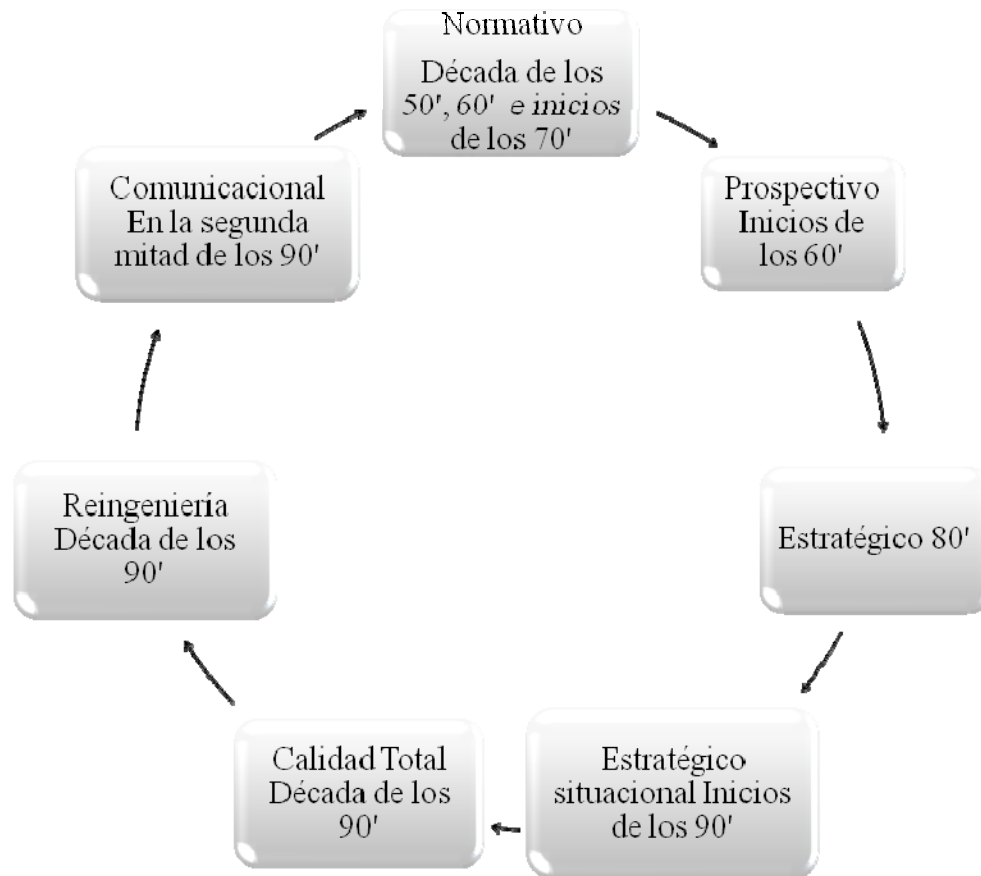 Normativo
Década de los
50', 60' e inicios
de los 70'
Prospectivo
Inicios de
los 60'
Estratégico 80'
Estratégico
situacional Inicios
de los 90'
Calidad Total
Década de los
90'
Reingeniería
Década de los
90'
Comunicacional
En la segunda
mitad de los 90'